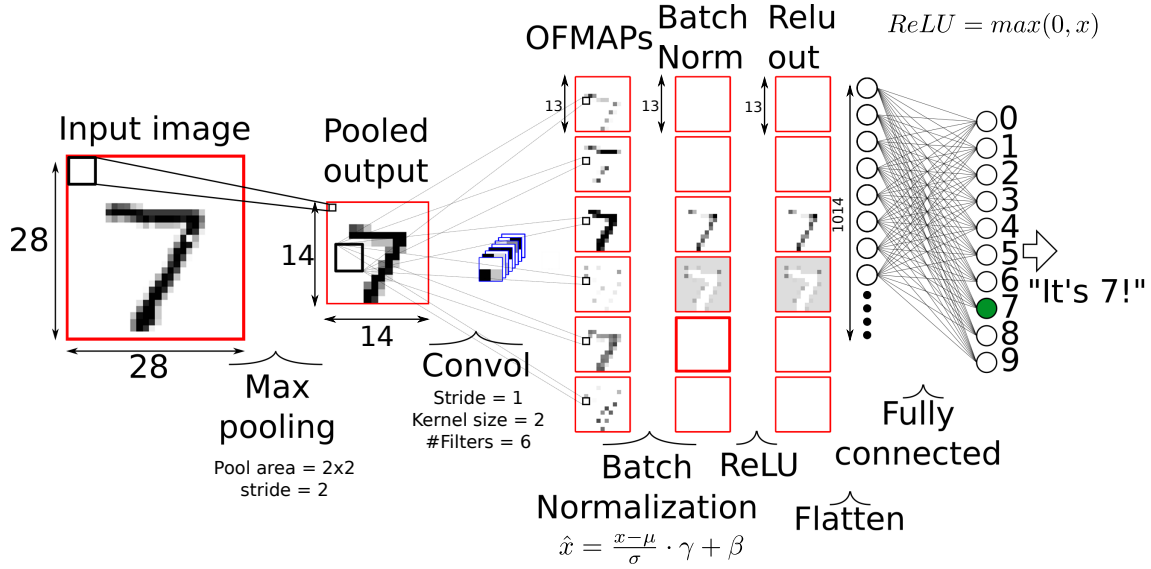 Input image
28
28
Max
pooling
Pool area = 2x2
stride = 2
Pooled
output
14
14
Convol
Stride = 1
Kernel size = 2
#Filters = 6
OFMAPs
13
Batch
Norm
13
Relu
out
13
Batch
Normalization
x̂ = (x−μ)/σ · γ + β
ReLU
ReLU = max(0, x)
1014
Flatten
Fully
connected
0
1
2
3
4
5
6
7
8
9
"It's 7!"